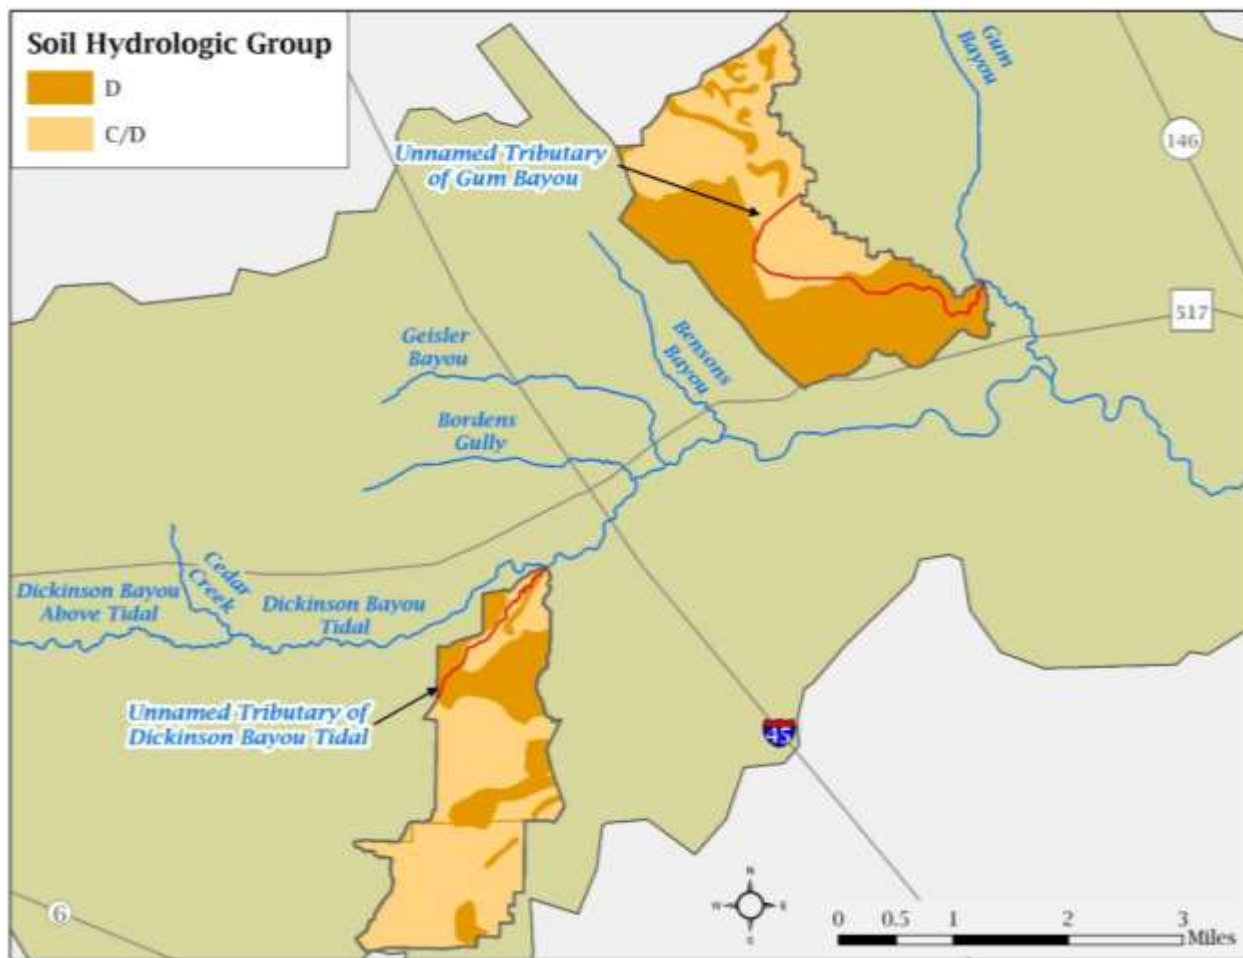 Soil Hydrologic Group
D
C/D
Gum
Bayou
146
Unnamed Tributary
of Gum Bayou
517
Geisler
Bayou
Bensons
Bayou
Bordens
Gully
Cedar
Creek
Dickinson Bayou
Above Tidal
Dickinson Bayou
Tidal
Unnamed Tributary of
Dickinson Bayou Tidal
45
6
N
W
E
S
0 0.5 1 2 3
Miles